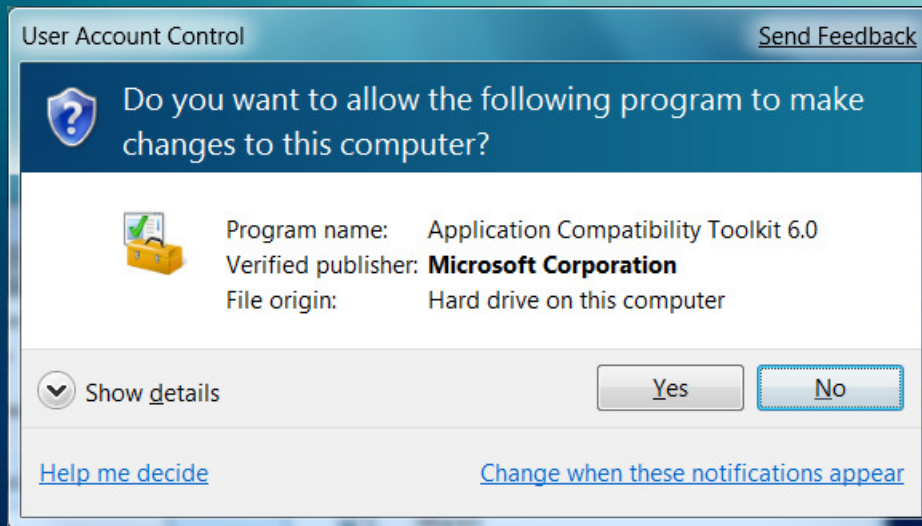 User Account Control Send Feedback
Do you want to allow the following program to make
changes to this computer?
Program name: Application Compatibility Toolkit 6.0
Verified publisher: Microsoft Corporation
File origin: Hard drive on this computer
Show details Yes No
Help me decide Change when these notifications appear